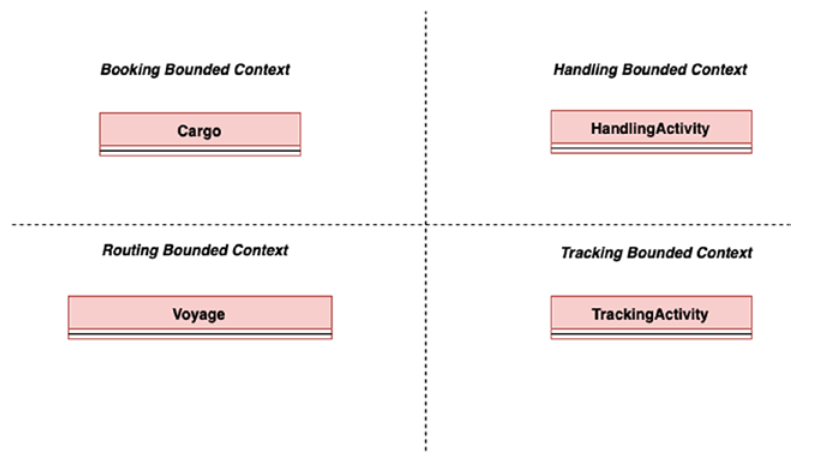 Booking Bounded Context
Cargo
Handling Bounded Context
HandlingActivity
Routing Bounded Context
Voyage
Tracking Bounded Context
TrackingActivity